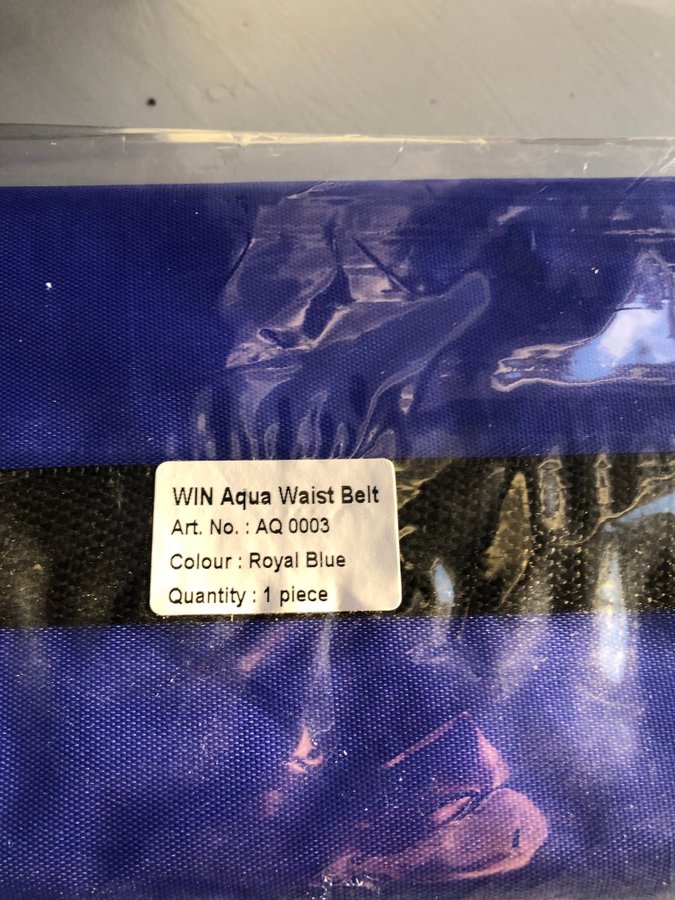 WIN Aqua Waist Belt
Art. No. : AQ 0003
Colour : Royal Blue
Quantity : 1 piece